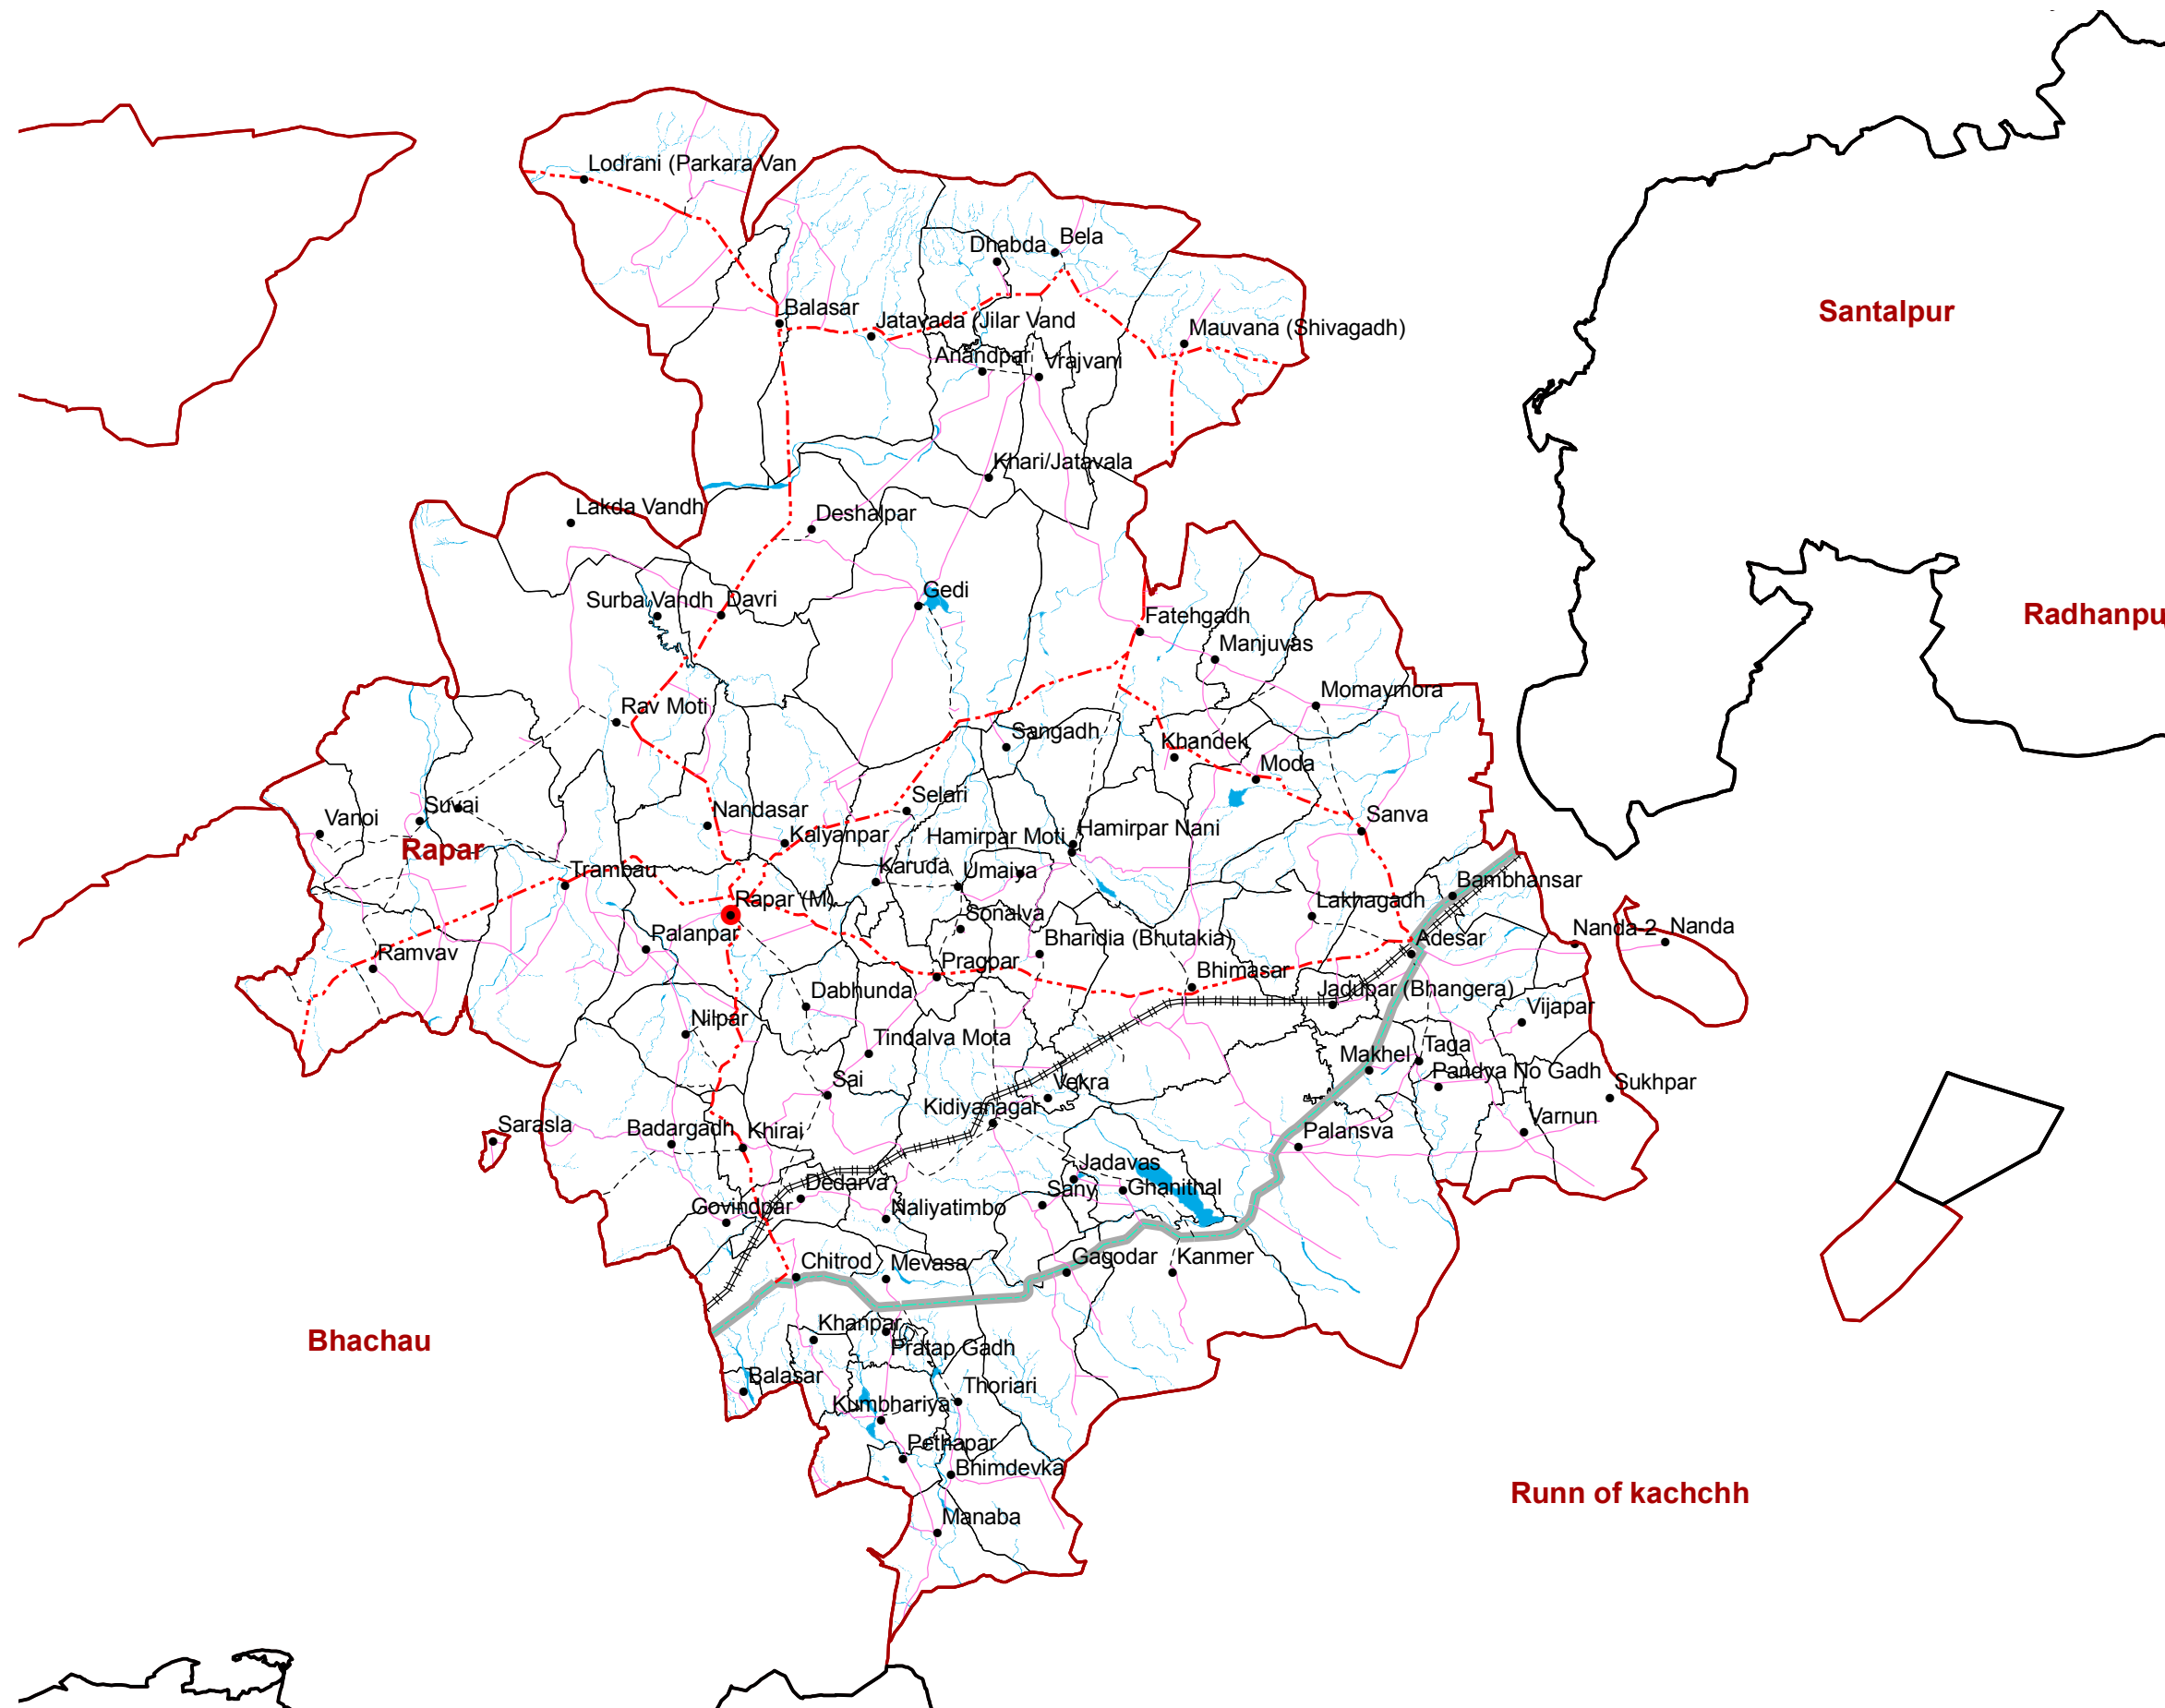 Lodrani (Parkara Van
Dhabda
Bela
Santalpur
Balasar
Jatavada (Jilar Vand
Mauvana (Shivagadh)
Anandpar
Vrajvani
Khari/Jatavala
Lakda Vandh
Deshalpar
Gedi
Surba Vandh
Davri
Fatehgadh
Radhanpu
Manjuvas
Momaymora
Rav Moti
Sangadh
Khandek
Moda
Selari
Suvai
Vanoi
Nandasar
Kalyanpar
Hamirpar Moti
Hamirpar Nani
Sanva
Rapar
Trambau
Karuda
Umaiya
Bambhansar
Rapar (M)
Sonalva
Lakhagadh
Palanpar
Bharidia (Bhutakia)
Adesar
Nanda-2
Nanda
Ramvav
Pragpar
Bhimasar
Dabhunda
Jadupar (Bhangera)
Vijapar
Nilpar
Tindalva Mota
Makhel
Taga
Pandya No Gadh
Sukhpar
Sai
Vekra
Kidiyanagar
Sarasla
Badargadh
Khirai
Palansva
Varnun
Jadavas
Dedarva
Sany
Ghanithal
Govindpar
Naliyatimbo
Chitrod
Mevasa
Gagodar
Kanmer
Bhachau
Khanpar
Pratap Gadh
Balasar
Thoriari
Kumbhariya
Pethapar
Bhimdevka
Runn of kachchh
Manaba